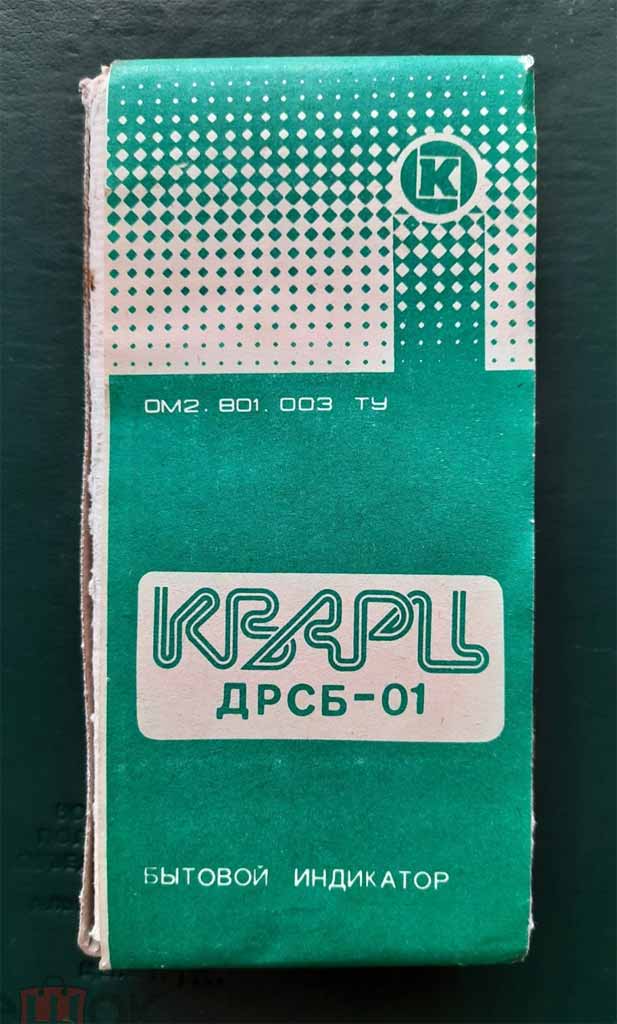 К
ОМ2. 801. 003 ТУ
КВАРЦ
ДРСБ-01
БЫТОВОЙ ИНДИКАТОР